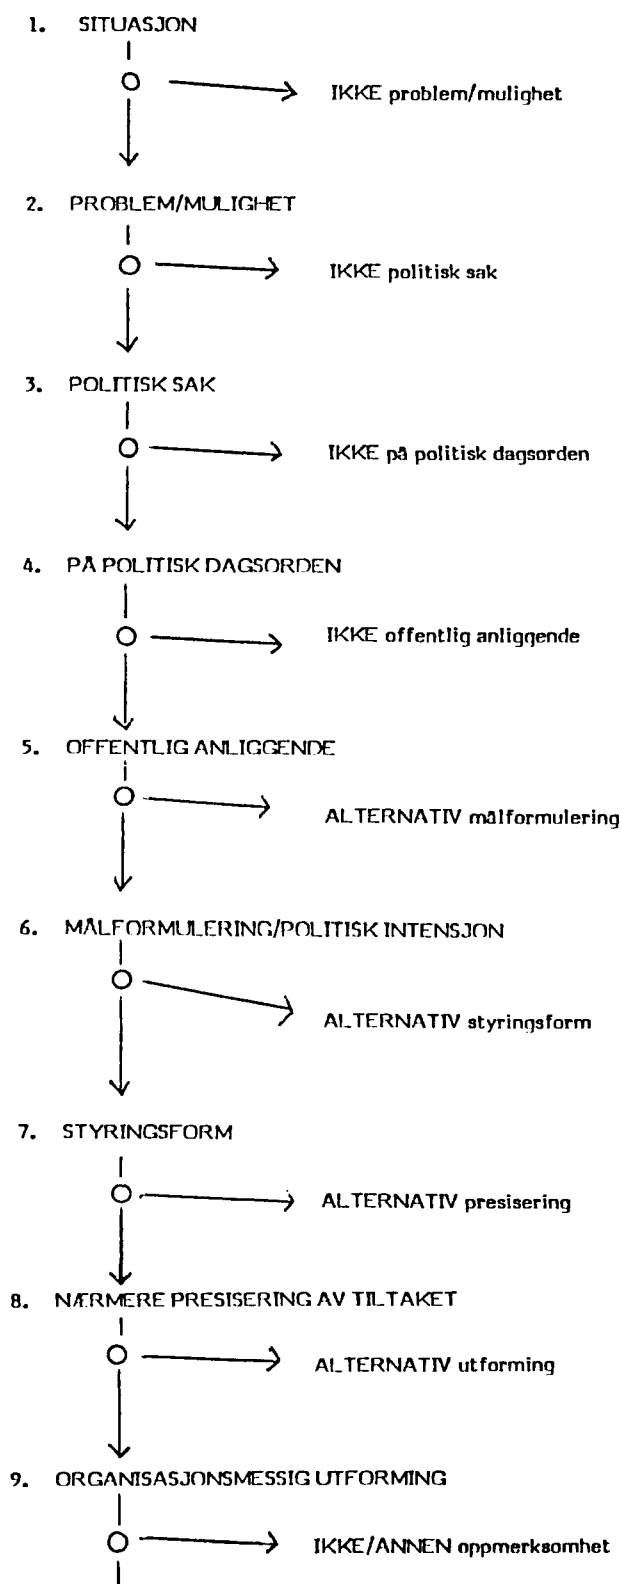 1. SITUASJON
IKKE problem/mulighet
2. PROBLEM/MULIGHET
IKKE politisk sak
3. POLITISK SAK
IKKE på politisk dagsorden
4. PÅ POLITISK DAGSORDEN
IKKE offentlig anliggende
5. OFFENTLIG ANLIGGENDE
ALTERNATIV målformulering
6. MÅLFORMULERING/POLITISK INTENSJON
ALTERNATIV styringsform
7. STYRINGSFORM
ALTERNATIV presisering
8. NÆRMERE PRESISERING AV TILTAKET
ALTERNATIV utforming
9. ORGANISASJONSMESSIG UTFORMING
IKKE/ANNEN oppmerksomhet